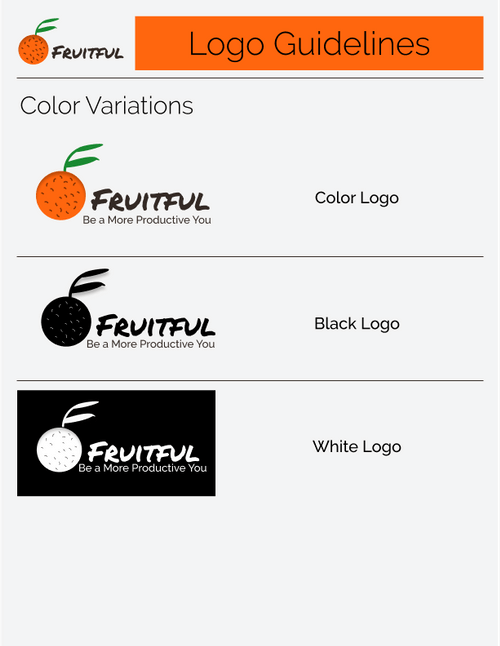 Fruitful
Logo Guidelines
Color Variations
Fruitful
Be a More Productive You
Color Logo
Fruitful
Be a More Productive You
Black Logo
Fruitful
Be a More Productive You
White Logo